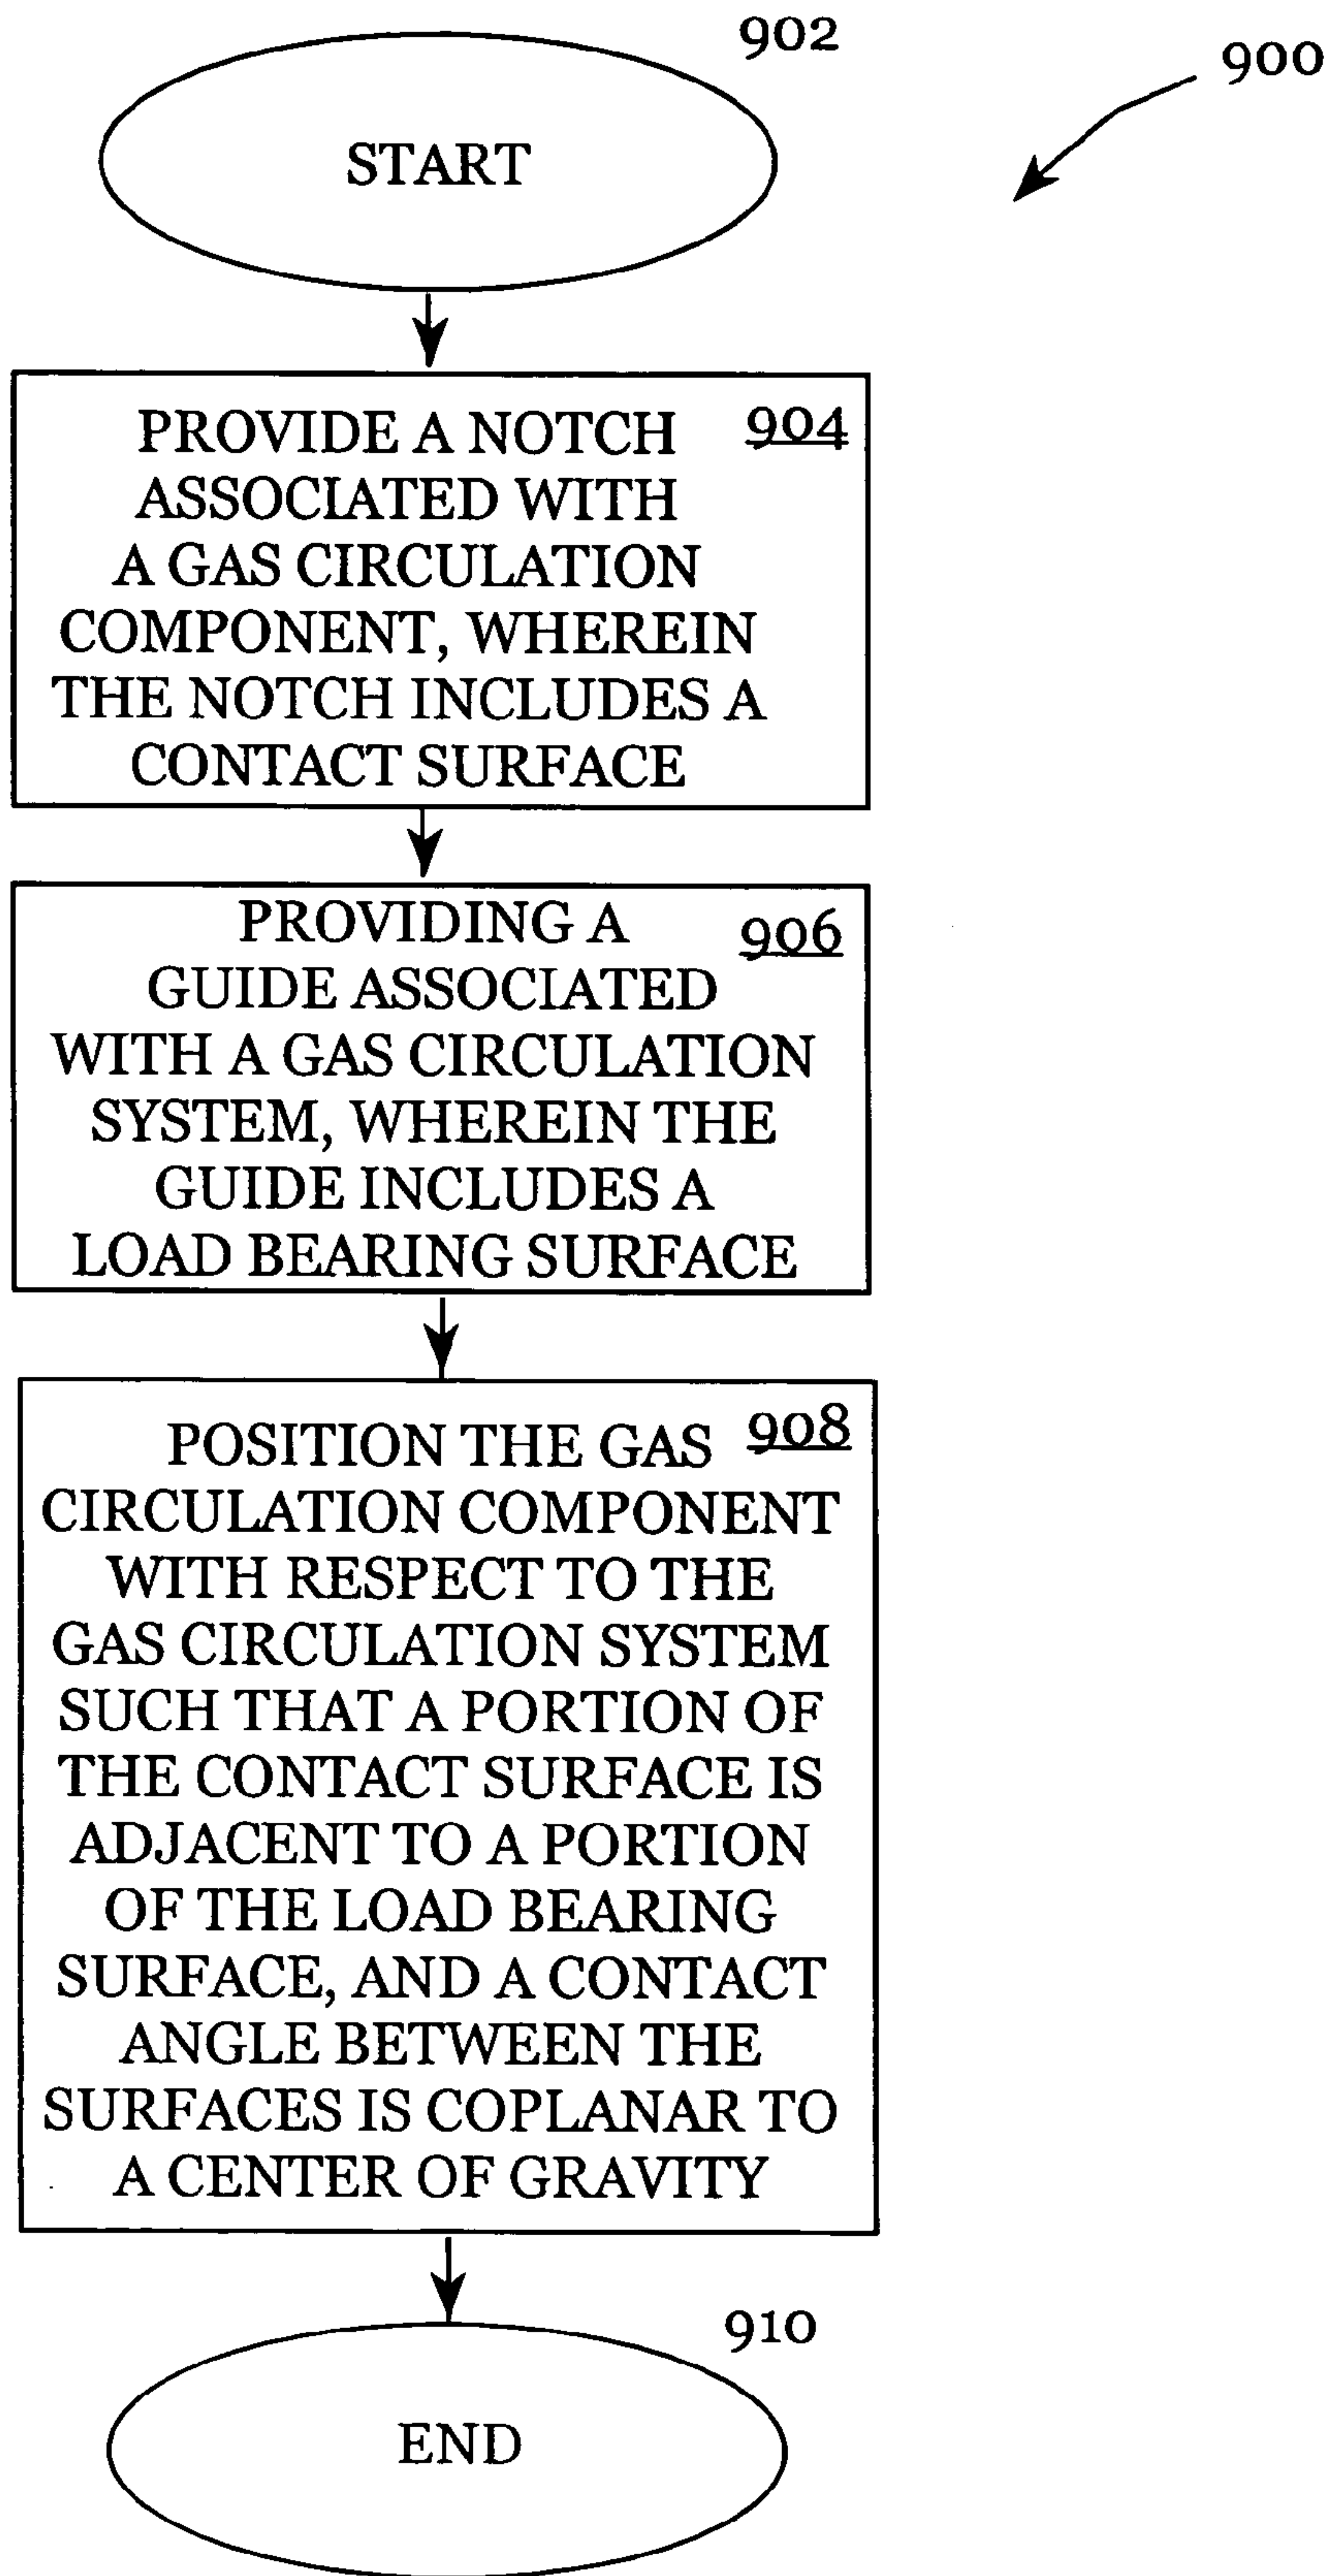 902
900
START
PROVIDE A NOTCH 904
ASSOCIATED WITH
A GAS CIRCULATION
COMPONENT, WHEREIN
THE NOTCH INCLUDES A
CONTACT SURFACE
PROVIDING A 906
GUIDE ASSOCIATED
WITH A GAS CIRCULATION
SYSTEM, WHEREIN THE
GUIDE INCLUDES A
LOAD BEARING SURFACE
POSITION THE GAS 908
CIRCULATION COMPONENT
WITH RESPECT TO THE
GAS CIRCULATION SYSTEM
SUCH THAT A PORTION OF
THE CONTACT SURFACE IS
ADJACENT TO A PORTION
OF THE LOAD BEARING
SURFACE, AND A CONTACT
ANGLE BETWEEN THE
SURFACES IS COPLANAR TO
A CENTER OF GRAVITY
910
END